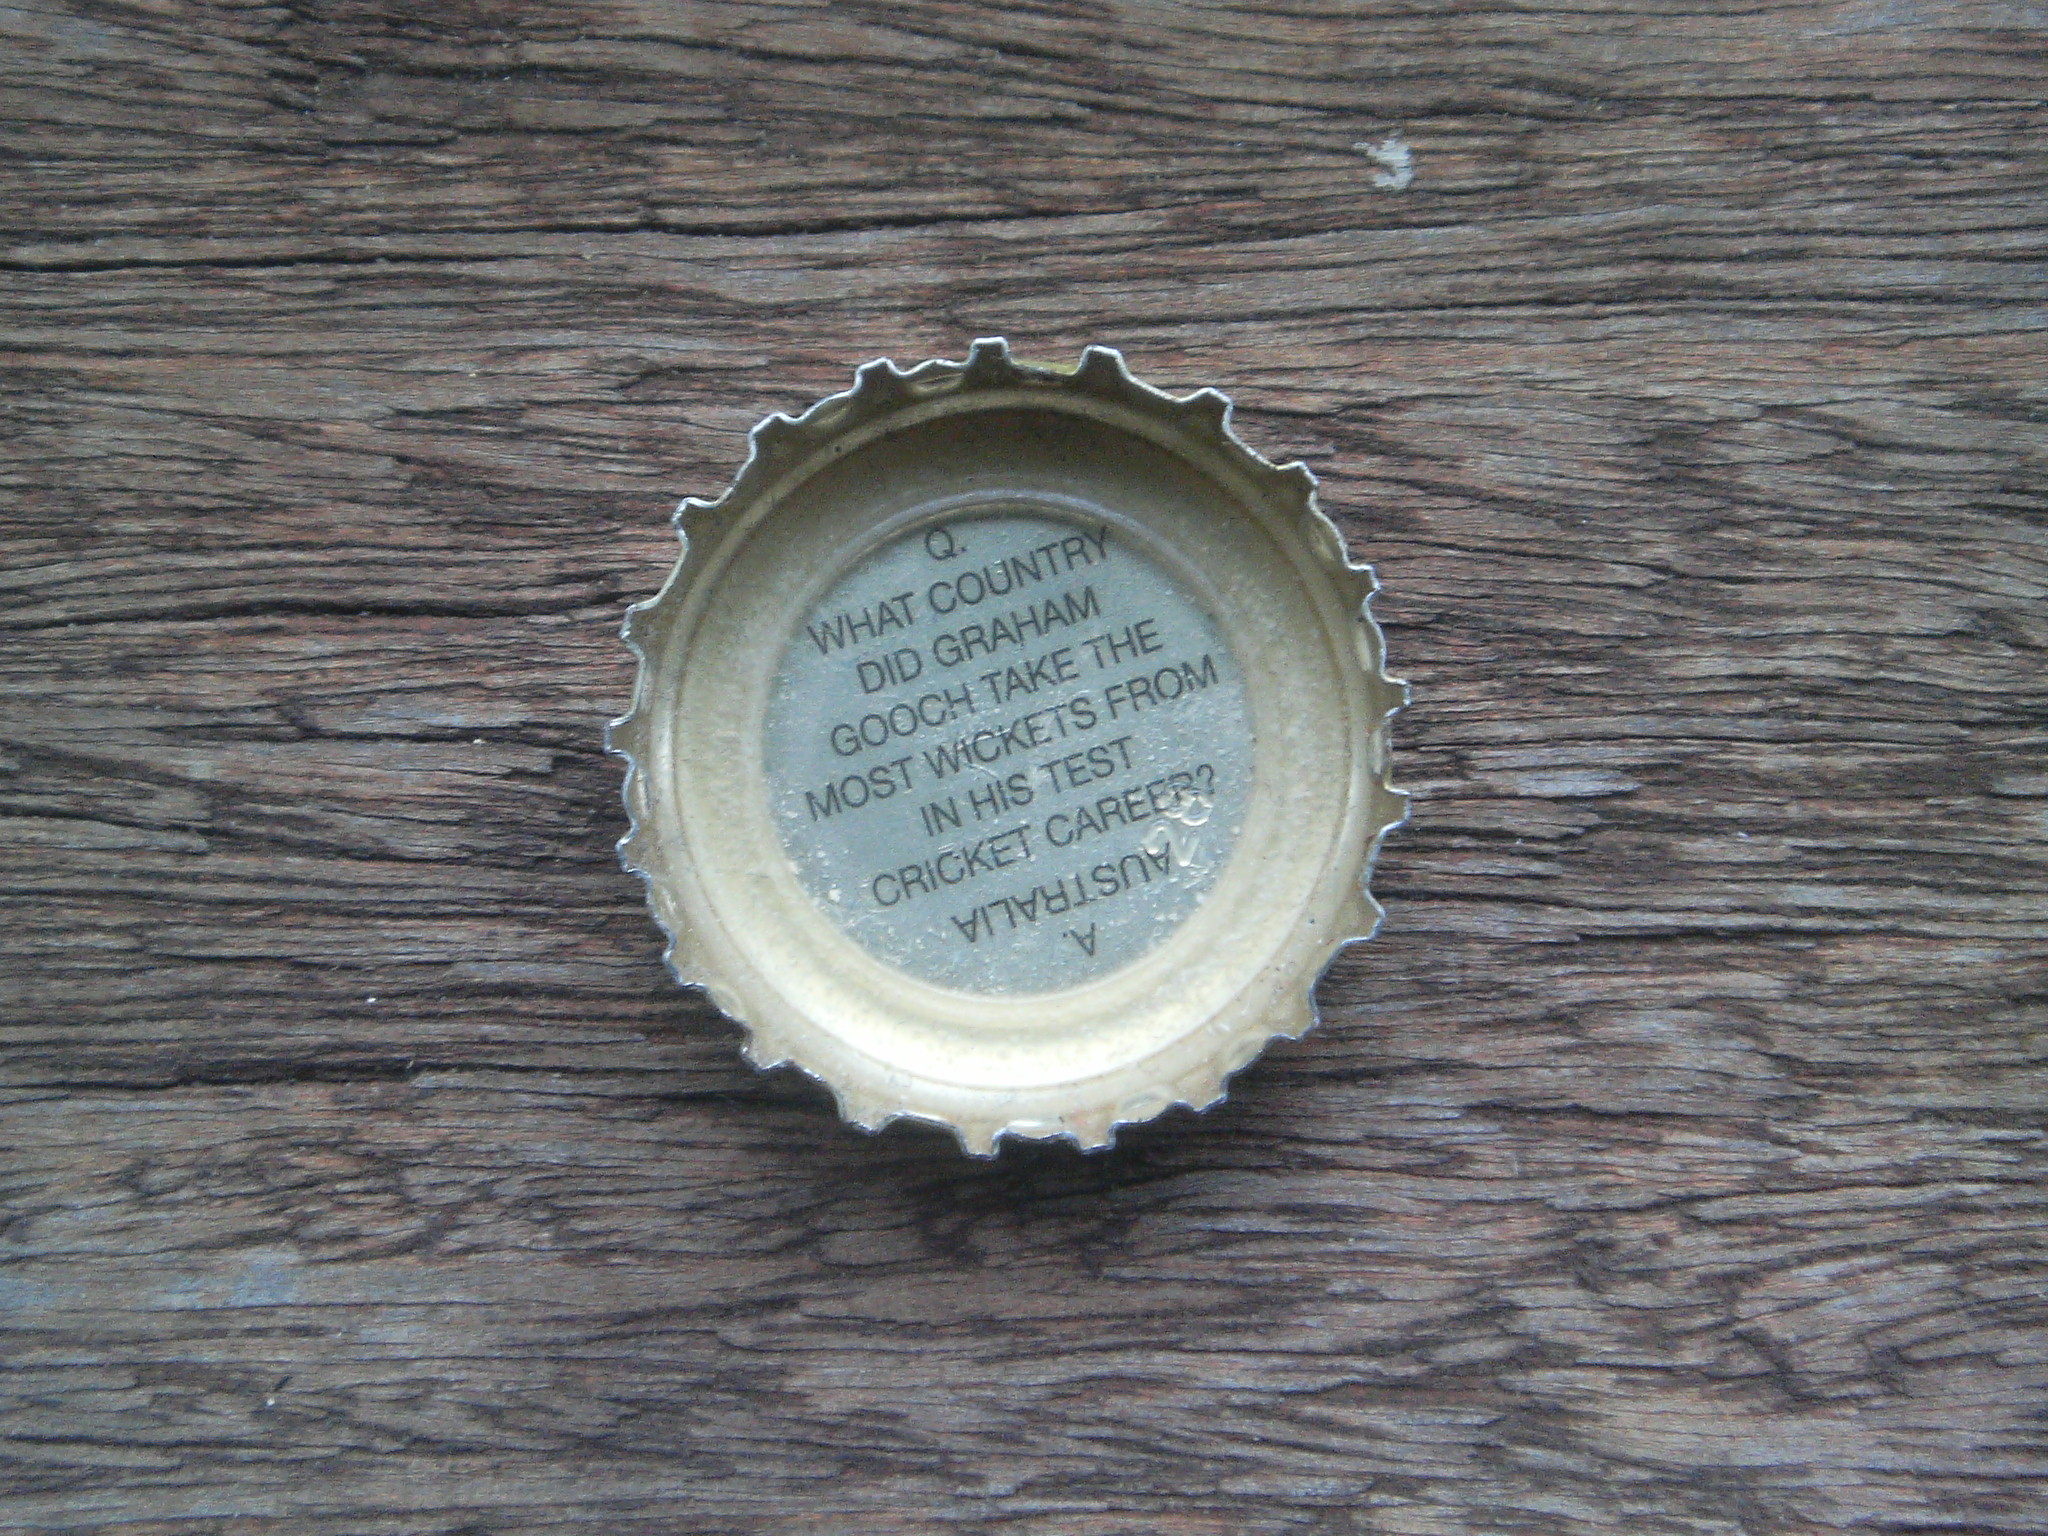 Q.
WHAT COUNTRY
DID GRAHAM
GOOCH TAKE THE
MOST WICKETS FROM
IN HIS TEST
CRICKET CAREER?
A.
AUSTRALIA